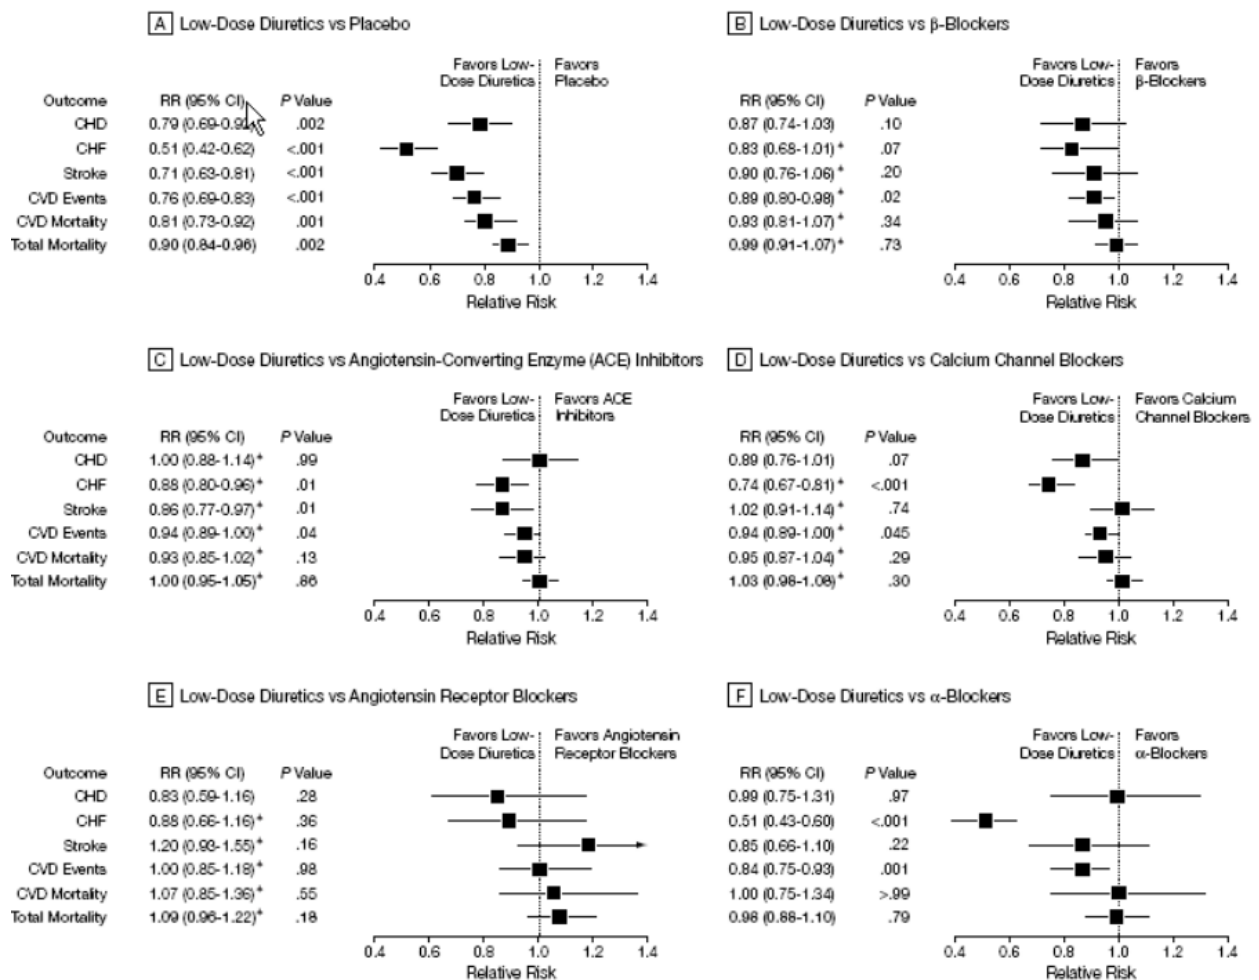 A Low-Dose Diuretics vs Placebo
Favors Low-Dose Diuretics
Favors Placebo
Outcome RR (95% CI) P Value
CHD 0.79 (0.69-0.92) .002
CHF 0.51 (0.42-0.62) <.001
Stroke 0.71 (0.63-0.81) <.001
CVD Events 0.76 (0.69-0.83) <.001
CVD Mortality 0.81 (0.73-0.92) .001
Total Mortality 0.90 (0.84-0.96) .002
0.4 0.6 0.8 1.0 1.2 1.4
Relative Risk
B Low-Dose Diuretics vs β-Blockers
Favors Low-Dose Diuretics
Favors β-Blockers
RR (95% CI) P Value
0.87 (0.74-1.03) .10
0.83 (0.68-1.01)* .07
0.90 (0.76-1.06)* .20
0.89 (0.80-0.98)* .02
0.93 (0.81-1.07)* .34
0.99 (0.91-1.07)* .73
0.4 0.6 0.8 1.0 1.2 1.4
Relative Risk
C Low-Dose Diuretics vs Angiotensin-Converting Enzyme (ACE) Inhibitors
Favors Low-Dose Diuretics
Favors ACE Inhibitors
Outcome RR (95% CI) P Value
CHD 1.00 (0.88-1.14)* .99
CHF 0.88 (0.80-0.96)* .01
Stroke 0.86 (0.77-0.97)* .01
CVD Events 0.94 (0.89-1.00)* .04
CVD Mortality 0.93 (0.85-1.02)* .13
Total Mortality 1.00 (0.95-1.05)* .86
0.4 0.6 0.8 1.0 1.2 1.4
Relative Risk
D Low-Dose Diuretics vs Calcium Channel Blockers
Favors Low-Dose Diuretics
Favors Calcium Channel Blockers
RR (95% CI) P Value
0.89 (0.76-1.01) .07
0.74 (0.67-0.81)* <.001
1.02 (0.91-1.14)* .74
0.94 (0.89-1.00)* .045
0.95 (0.87-1.04)* .29
1.03 (0.98-1.08)* .30
0.4 0.6 0.8 1.0 1.2 1.4
Relative Risk
E Low-Dose Diuretics vs Angiotensin Receptor Blockers
Favors Low-Dose Diuretics
Favors Angiotensin Receptor Blockers
Outcome RR (95% CI) P Value
CHD 0.83 (0.59-1.16) .28
CHF 0.88 (0.66-1.16)* .36
Stroke 1.20 (0.93-1.55)* .16
CVD Events 1.00 (0.85-1.18)* .98
CVD Mortality 1.07 (0.85-1.36)* .55
Total Mortality 1.09 (0.96-1.22)* .18
0.4 0.6 0.8 1.0 1.2 1.4
Relative Risk
F Low-Dose Diuretics vs α-Blockers
Favors Low-Dose Diuretics
Favors α-Blockers
RR (95% CI) P Value
0.99 (0.75-1.31) .97
0.51 (0.43-0.60) <.001
0.85 (0.66-1.10) .22
0.84 (0.75-0.93) .001
1.00 (0.75-1.34) >.99
0.98 (0.88-1.10) .79
0.4 0.6 0.8 1.0 1.2 1.4
Relative Risk